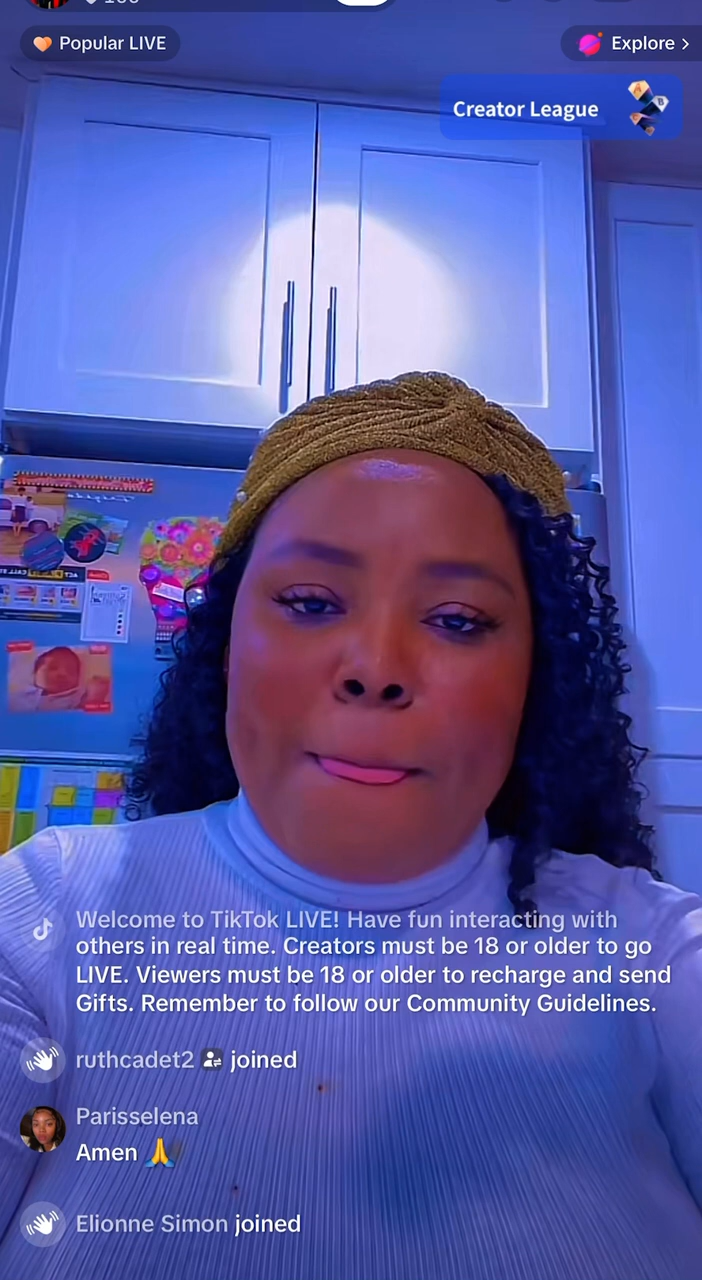 Popular LIVE
Explore >
Creator League
Welcome to TikTok LIVE! Have fun interacting with
others in real time. Creators must be 18 or older to go
LIVE. Viewers must be 18 or older to recharge and send
Gifts. Remember to follow our Community Guidelines.
ruthcadet2 joined
Parisselena
Amen 🙏
Elionne Simon joined